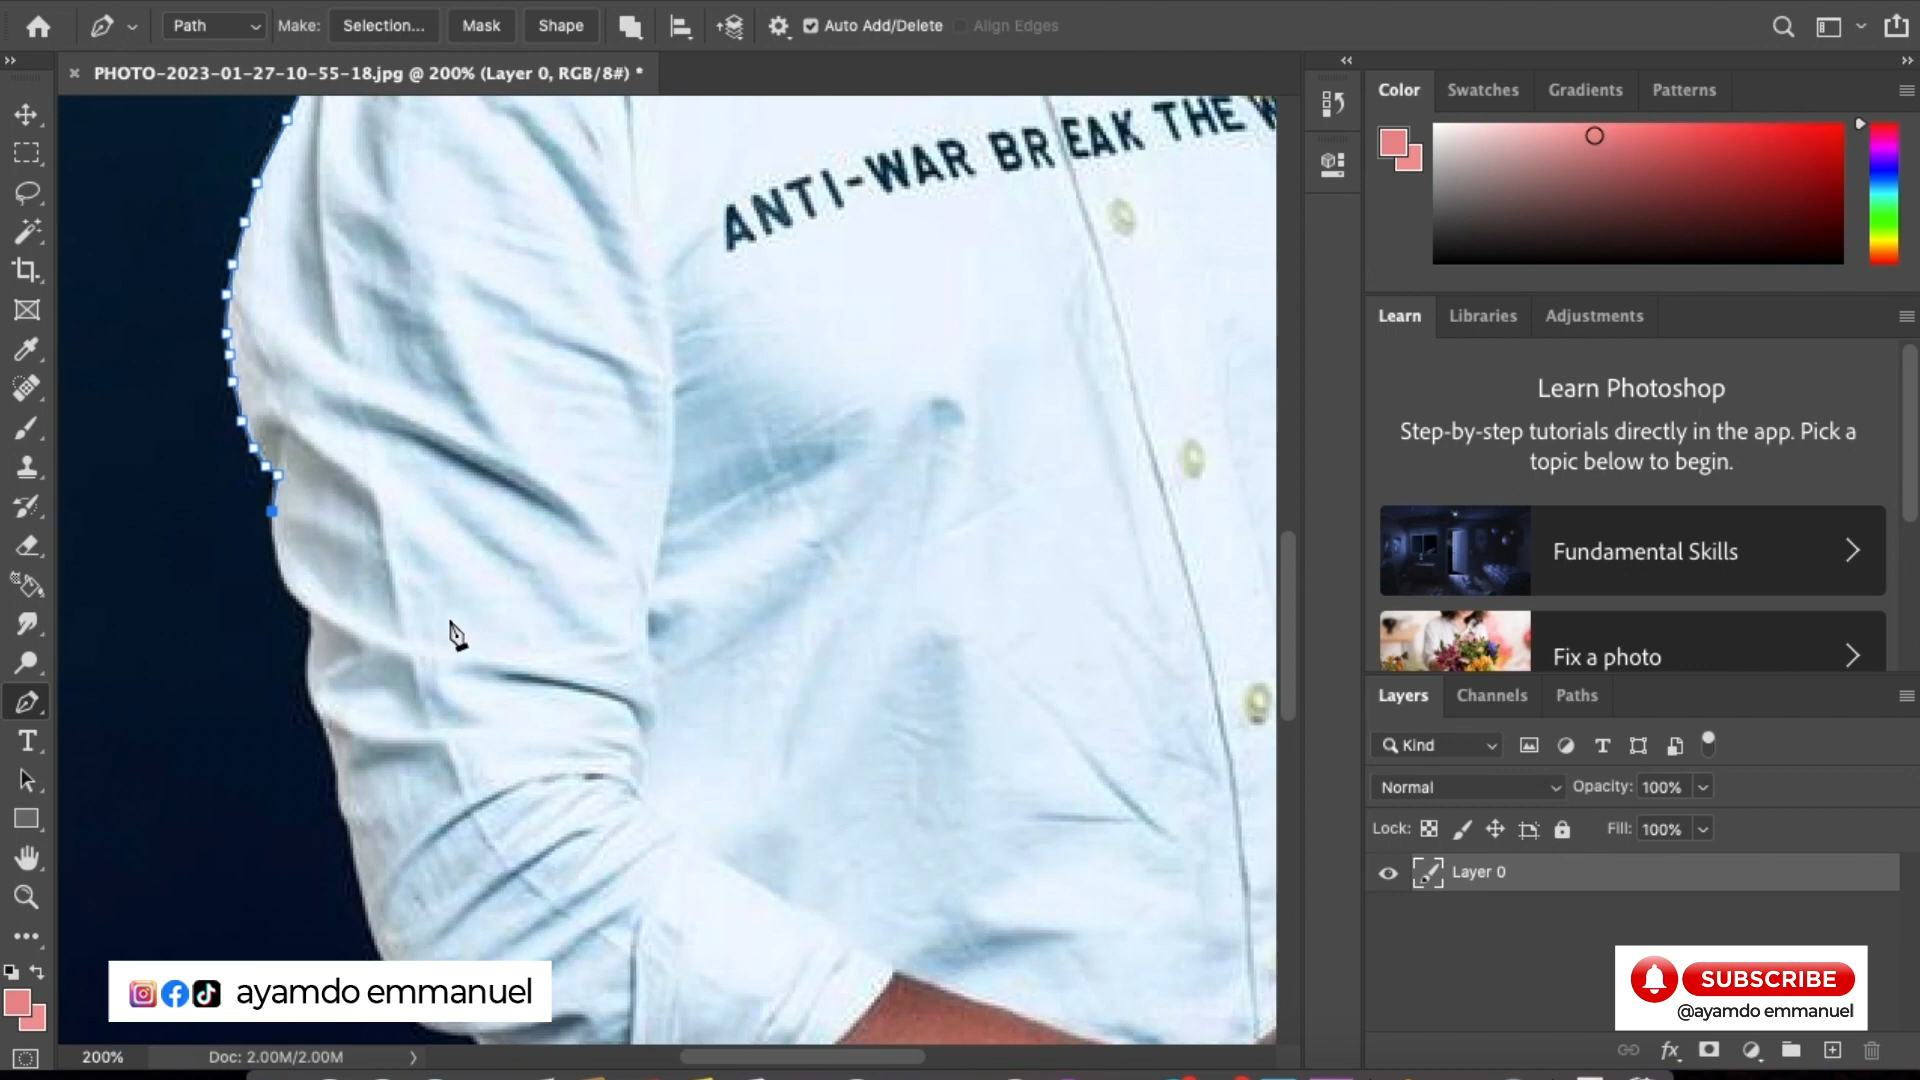 Path
Make:
Selection...
Mask
Shape
Auto Add/Delete
Align Edges
PHOTO-2023-01-27-10-55-18.jpg @ 200% (Layer 0, RGB/8#) *
Color
Swatches
Gradients
Patterns
ANTI-WAR BREAK THE
Learn
Libraries
Adjustments
Learn Photoshop
Step-by-step tutorials directly in the app. Pick a
topic below to begin.
Fundamental Skills
Fix a photo
Layers
Channels
Paths
Kind
Normal
Opacity: 100%
Lock:
Fill: 100%
Layer 0
ayamdo emmanuel
SUBSCRIBE
@ayamdo emmanuel
200%
Doc: 2.00M/2.00M